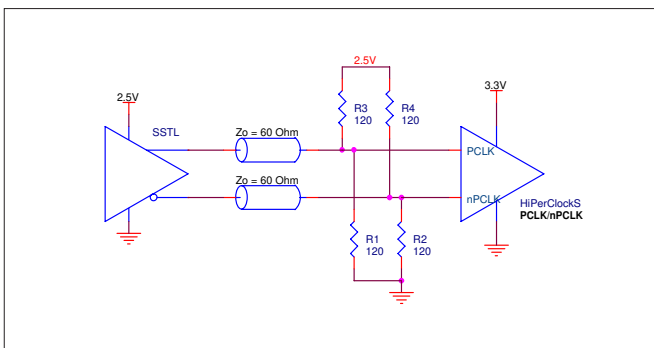 2.5V
3.3V
2.5V
SSTL
R3
120
R4
120
Zo = 60 Ohm
PCLK
Zo = 60 Ohm
nPCLK
HiPerClockS
PCLK/nPCLK
R1
120
R2
120